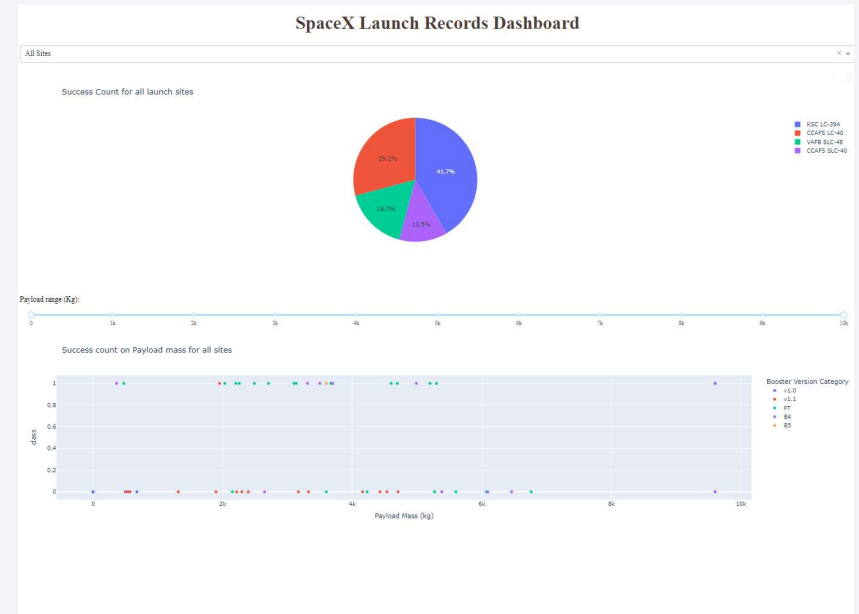 SpaceX Launch Records Dashboard
All Sites
Success Count for all launch sites
KSC LC-39A
CCAFS LC-40
VAFB SLC-4E
CCAFS SLC-40
29.2%
41.7%
16.7%
12.5%
Payload range (Kg):
0 1k 2k 3k 4k 5k 6k 7k 8k 9k 10k
Success count on Payload mass for all sites
Booster Version Category
v1.0
v1.1
FT
B4
B5
1
0.8
0.6
0.4
0.2
0
class
0 2k 4k 6k 8k 10k
Payload Mass (kg)